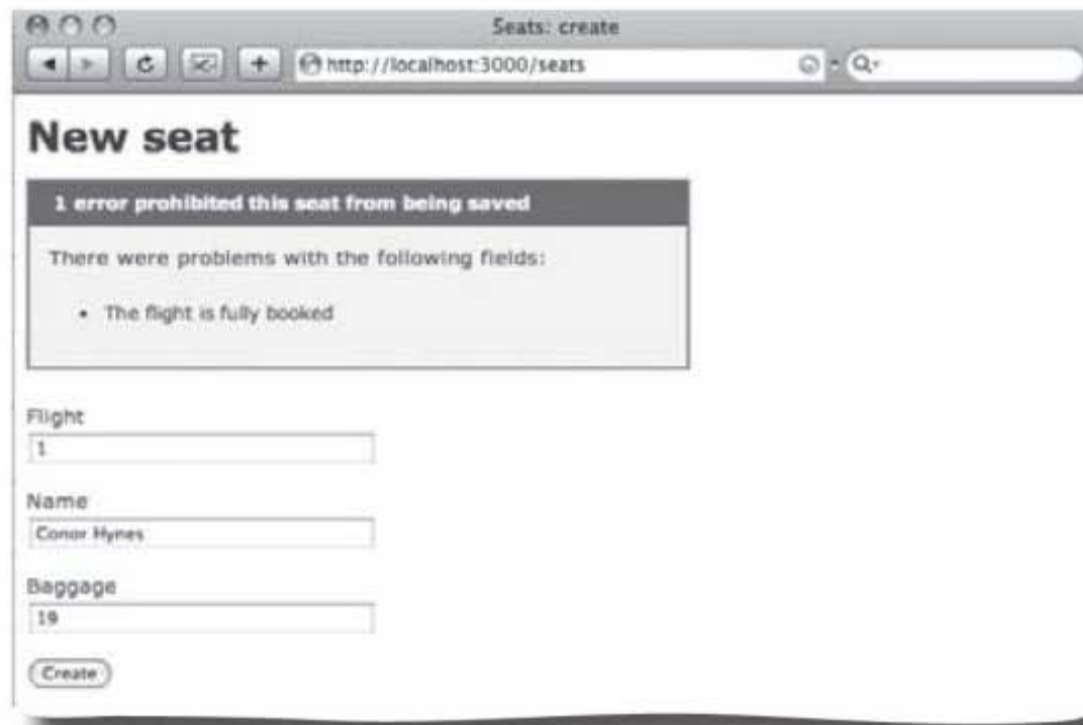 Seats: create
http://localhost:3000/seats
New seat
1 error prohibited this seat from being saved
There were problems with the following fields:
• The flight is fully booked
Flight
1
Name
Conor Hynes
Baggage
19
Create